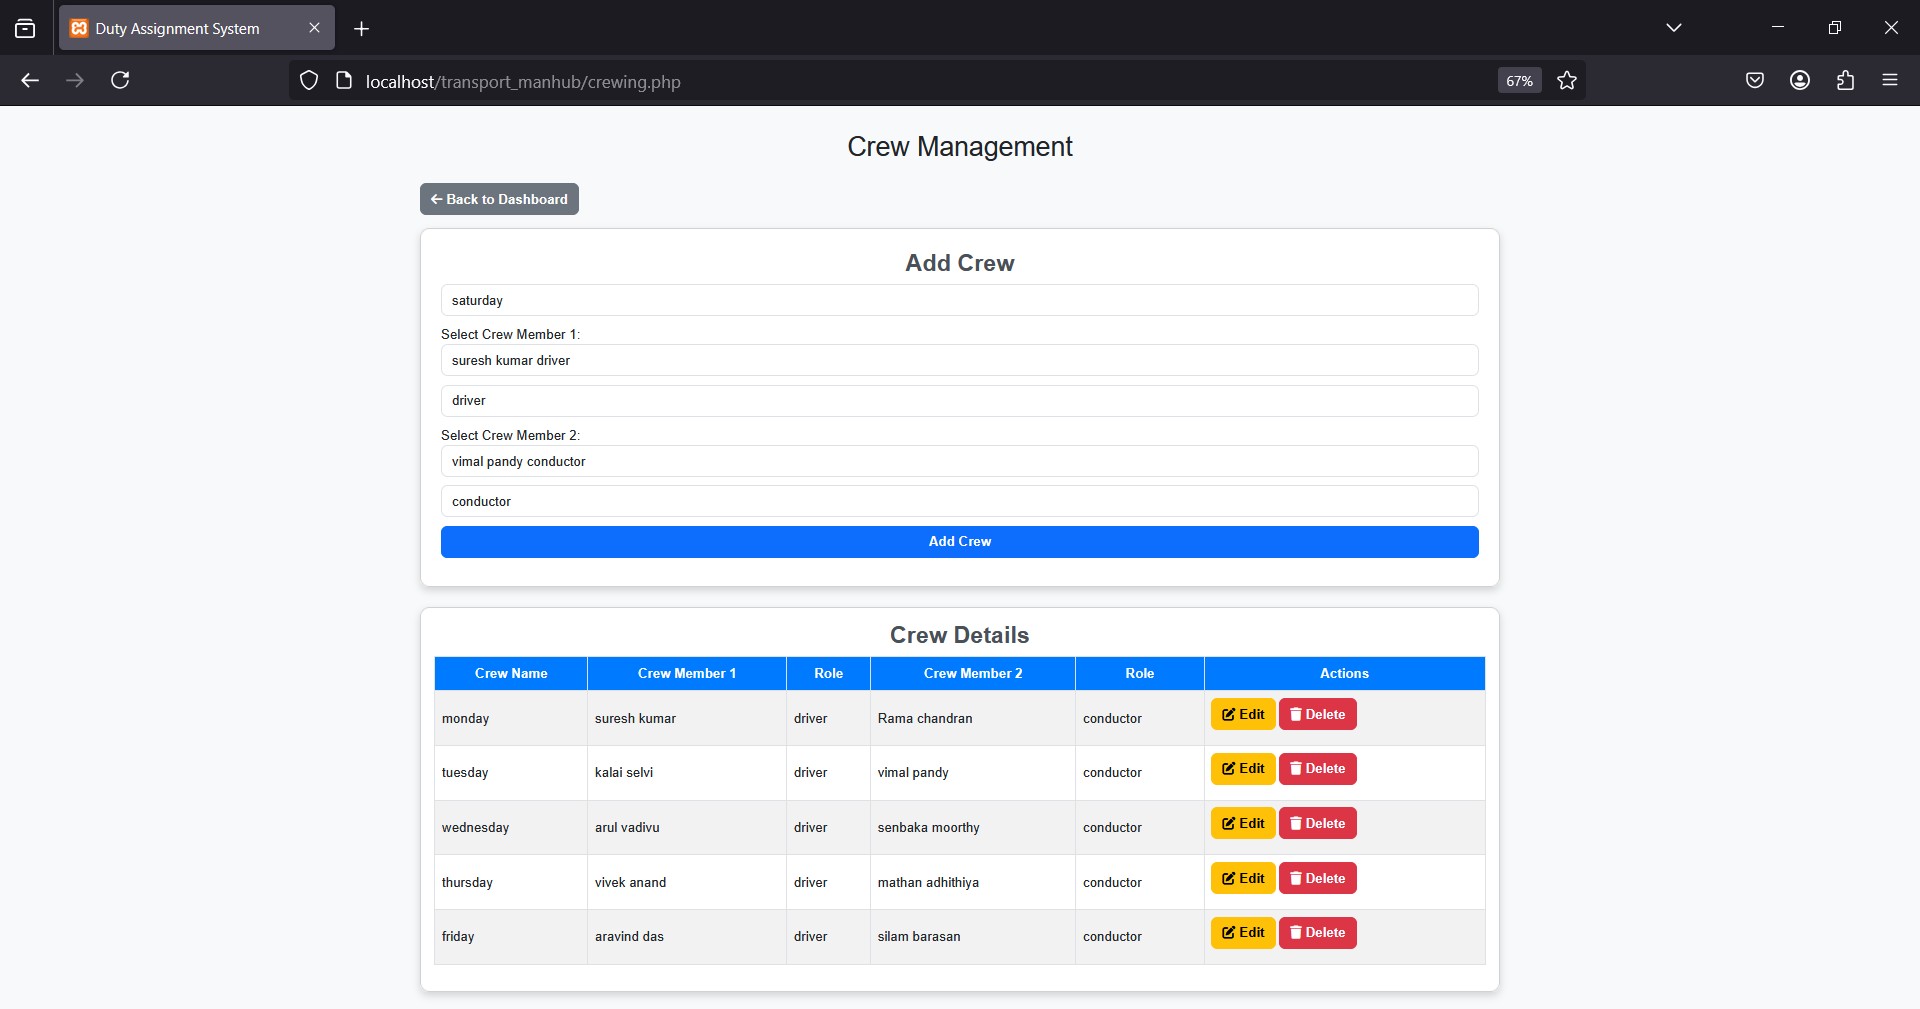 Duty Assignment System
localhost/transport_manhub/crewing.php 67%
Crew Management
Back to Dashboard
Add Crew
saturday
Select Crew Member 1:
suresh kumar driver
driver
Select Crew Member 2:
vimal pandy conductor
conductor
Add Crew
Crew Details
Crew Name Crew Member 1 Role Crew Member 2 Role Actions
monday suresh kumar driver Rama chandran conductor Edit Delete
tuesday kalai selvi driver vimal pandy conductor Edit Delete
wednesday arul vadivu driver senbaka moorthy conductor Edit Delete
thursday vivek anand driver mathan adhithiya conductor Edit Delete
friday aravind das driver silam barasan conductor Edit Delete